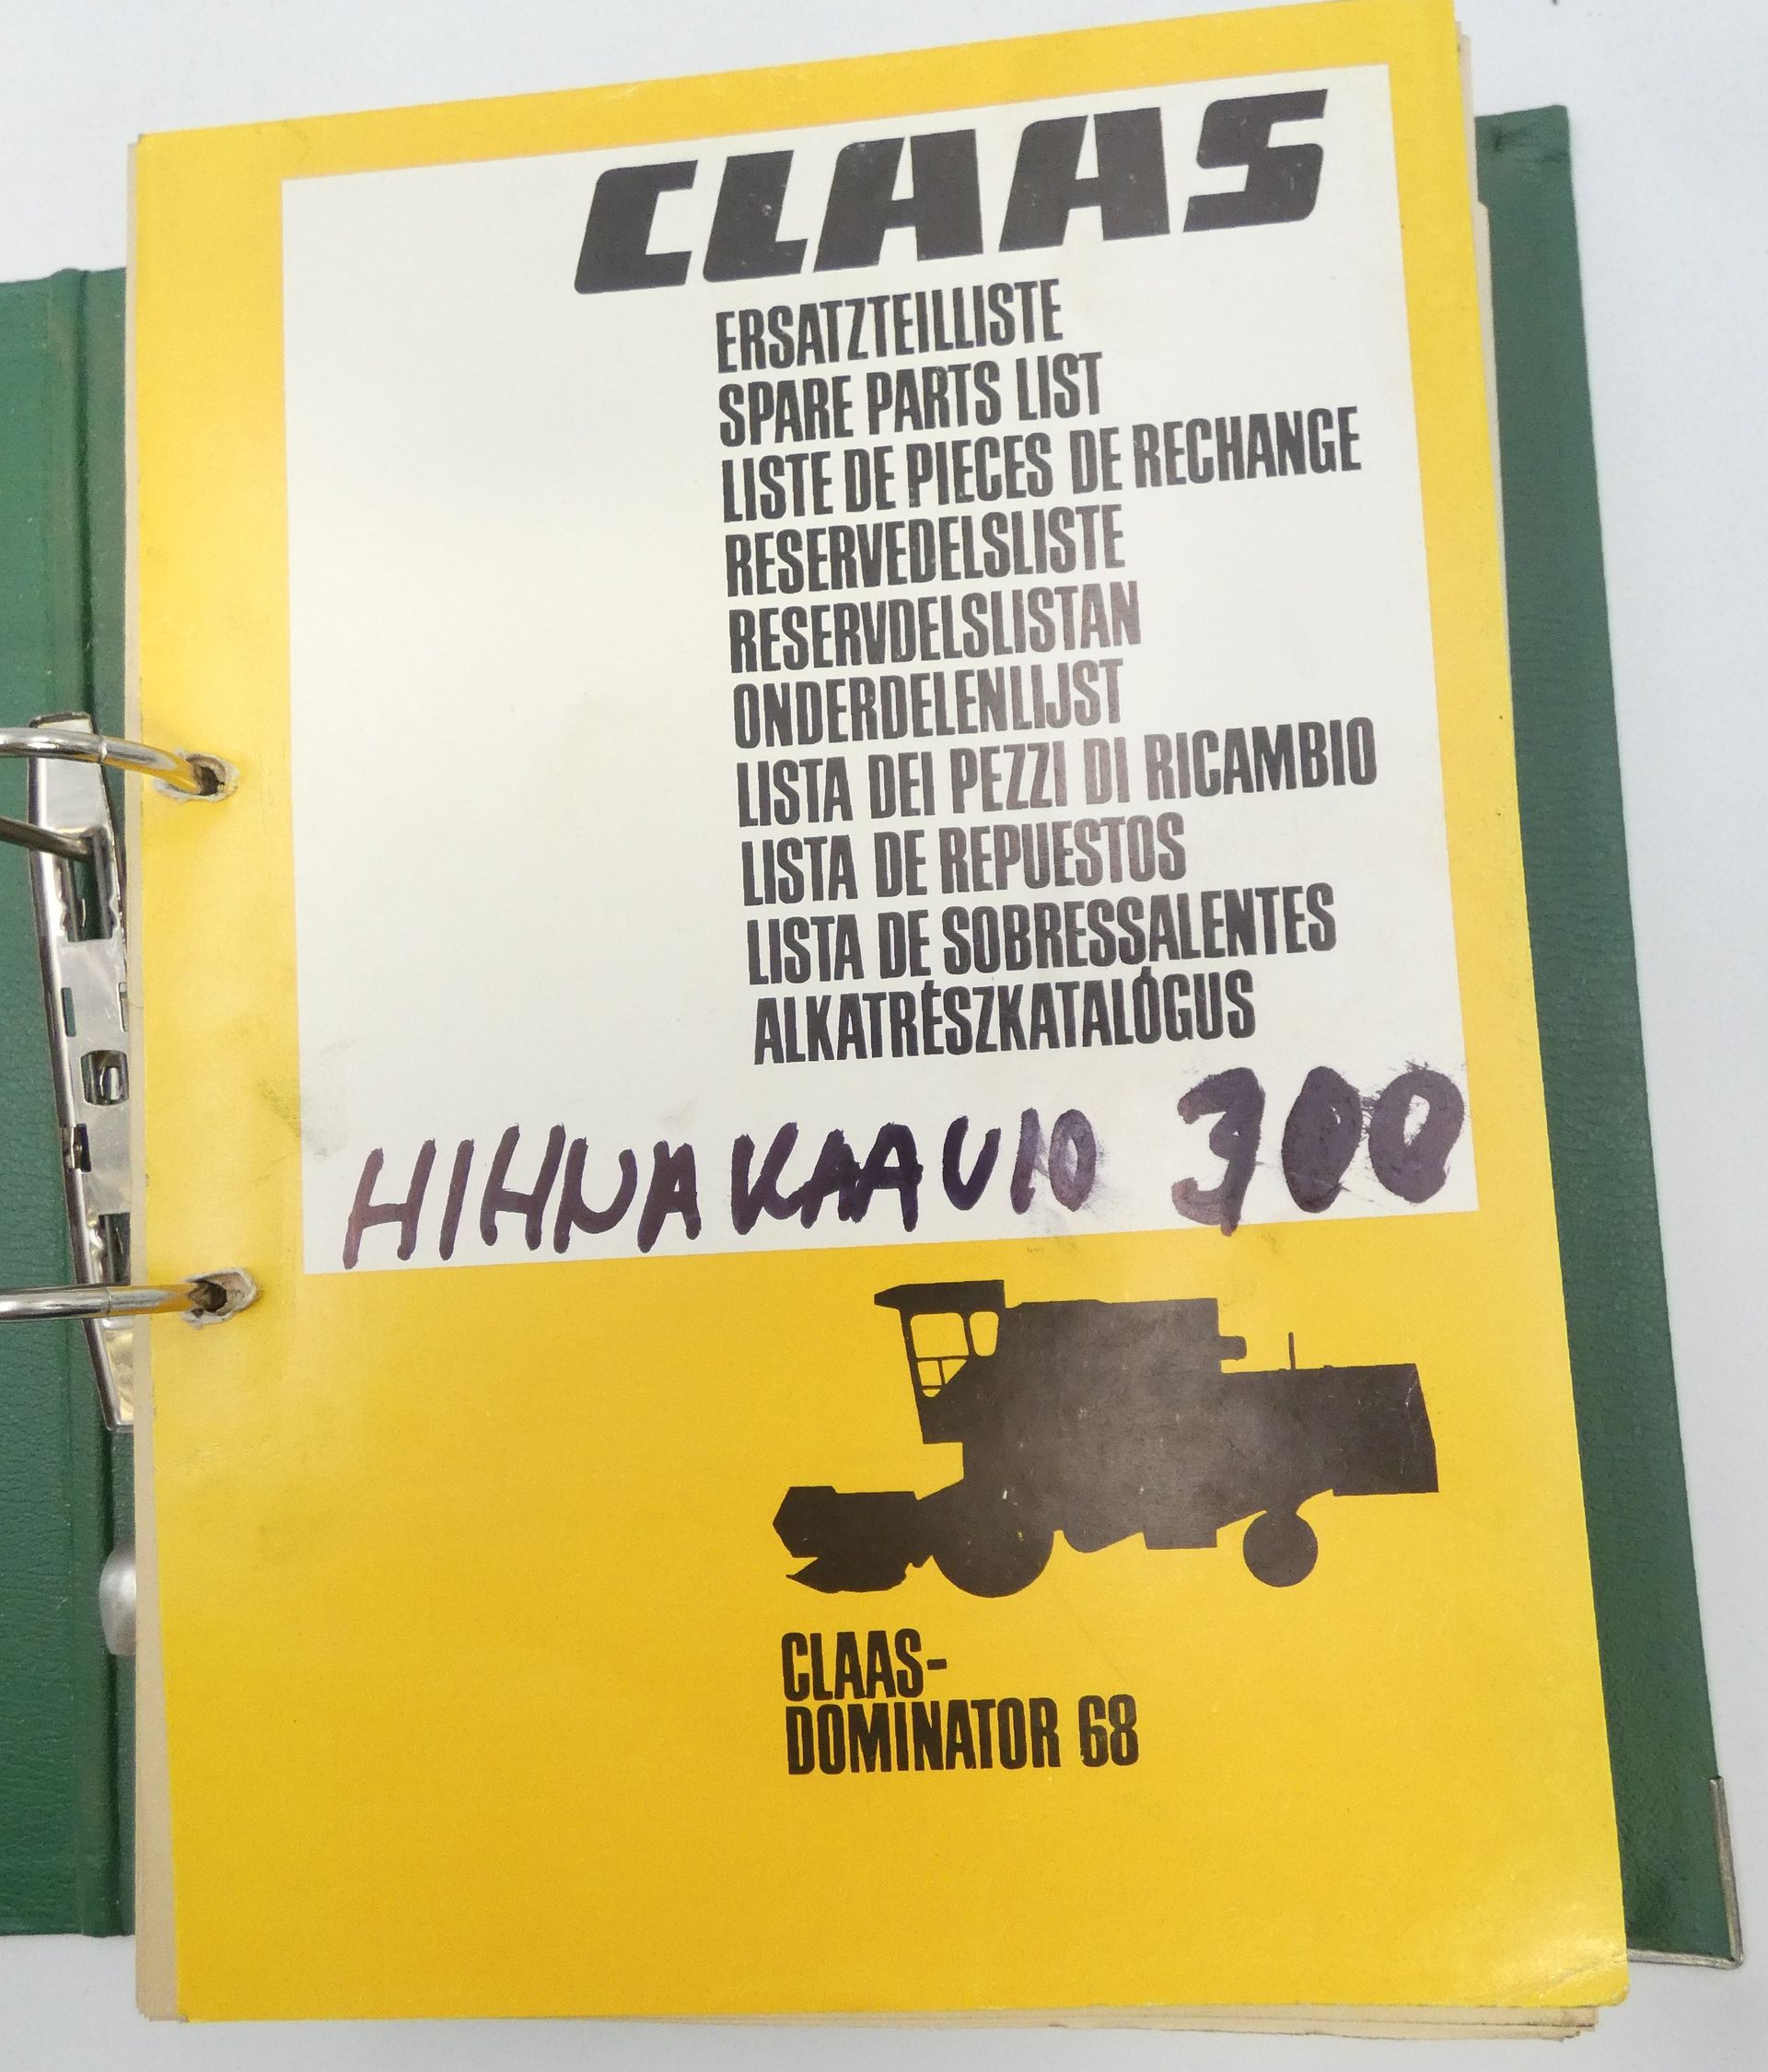 CLAAS
ERSATZTEILLISTE
SPARE PARTS LIST
LISTE DE PIECES DE RECHANGE
RESERVEDELSLISTE
RESERVDELSLISTAN
ONDERDELENLIJST
LISTA DEI PEZZI DI RICAMBIO
LISTA DE REPUESTOS
LISTA DE SOBRESSALENTES
ALKATRÉSZKATALÓGUS
HIHNAKAAVIO 300
CLAAS-
DOMINATOR 68